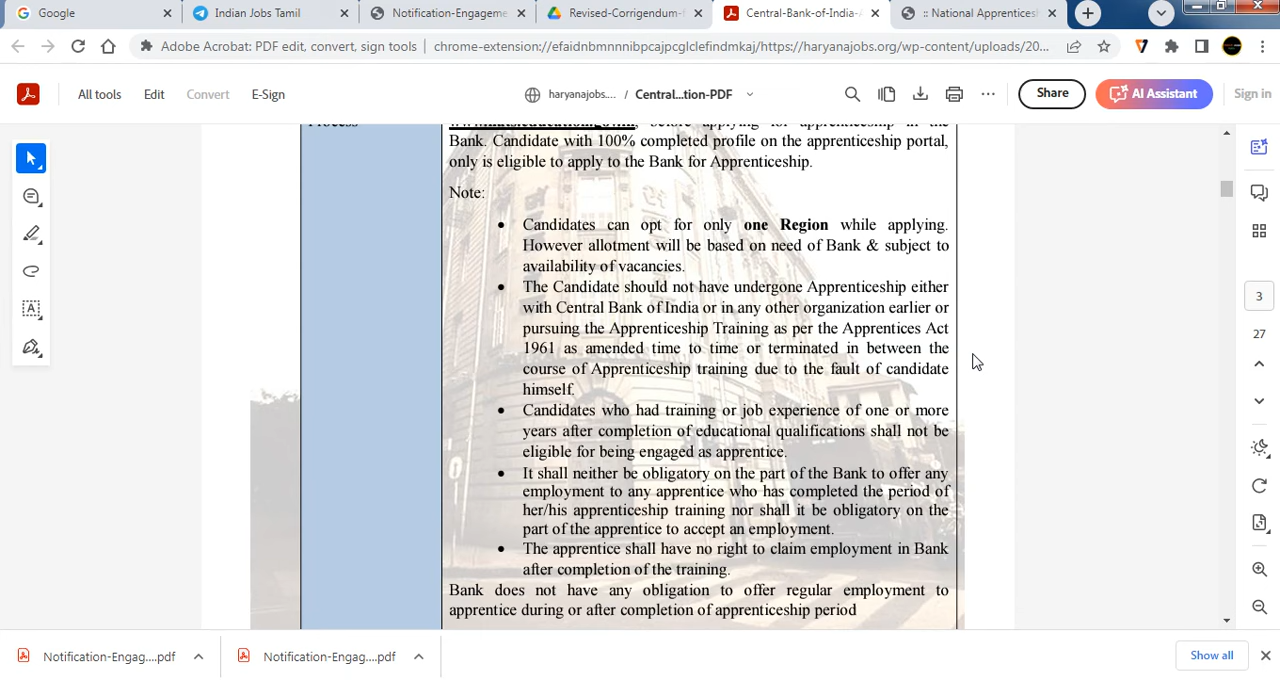 Google
Indian Jobs Tamil
Notification-Engageme
Revised-Corrigendum-
Central-Bank-of-India-
:: National Apprentices
Adobe Acrobat: PDF edit, convert, sign tools | chrome-extension://efaidnbmnnnibpcajpcglclefindmkaj/https://haryanajobs.org/wp-content/uploads/20...
All tools Edit Convert E-Sign
haryanajobs.... / Central...tion-PDF
Share
AI Assistant
Sign in
Process
before applying for apprenticeship in the
Bank. Candidate with 100% completed profile on the apprenticeship portal,
only is eligible to apply to the Bank for Apprenticeship.
Note:
• Candidates can opt for only one Region while applying.
However allotment will be based on need of Bank & subject to
availability of vacancies.
• The Candidate should not have undergone Apprenticeship either
with Central Bank of India or in any other organization earlier or
pursuing the Apprenticeship Training as per the Apprentices Act
1961 as amended time to time or terminated in between the
course of Apprenticeship training due to the fault of candidate
himself.
• Candidates who had training or job experience of one or more
years after completion of educational qualifications shall not be
eligible for being engaged as apprentice.
• It shall neither be obligatory on the part of the Bank to offer any
employment to any apprentice who has completed the period of
her/his apprenticeship training nor shall it be obligatory on the
part of the apprentice to accept an employment.
• The apprentice shall have no right to claim employment in Bank
after completion of the training.
Bank does not have any obligation to offer regular employment to
apprentice during or after completion of apprenticeship period
3
27
Notification-Engag....pdf
Notification-Engag....pdf
Show all